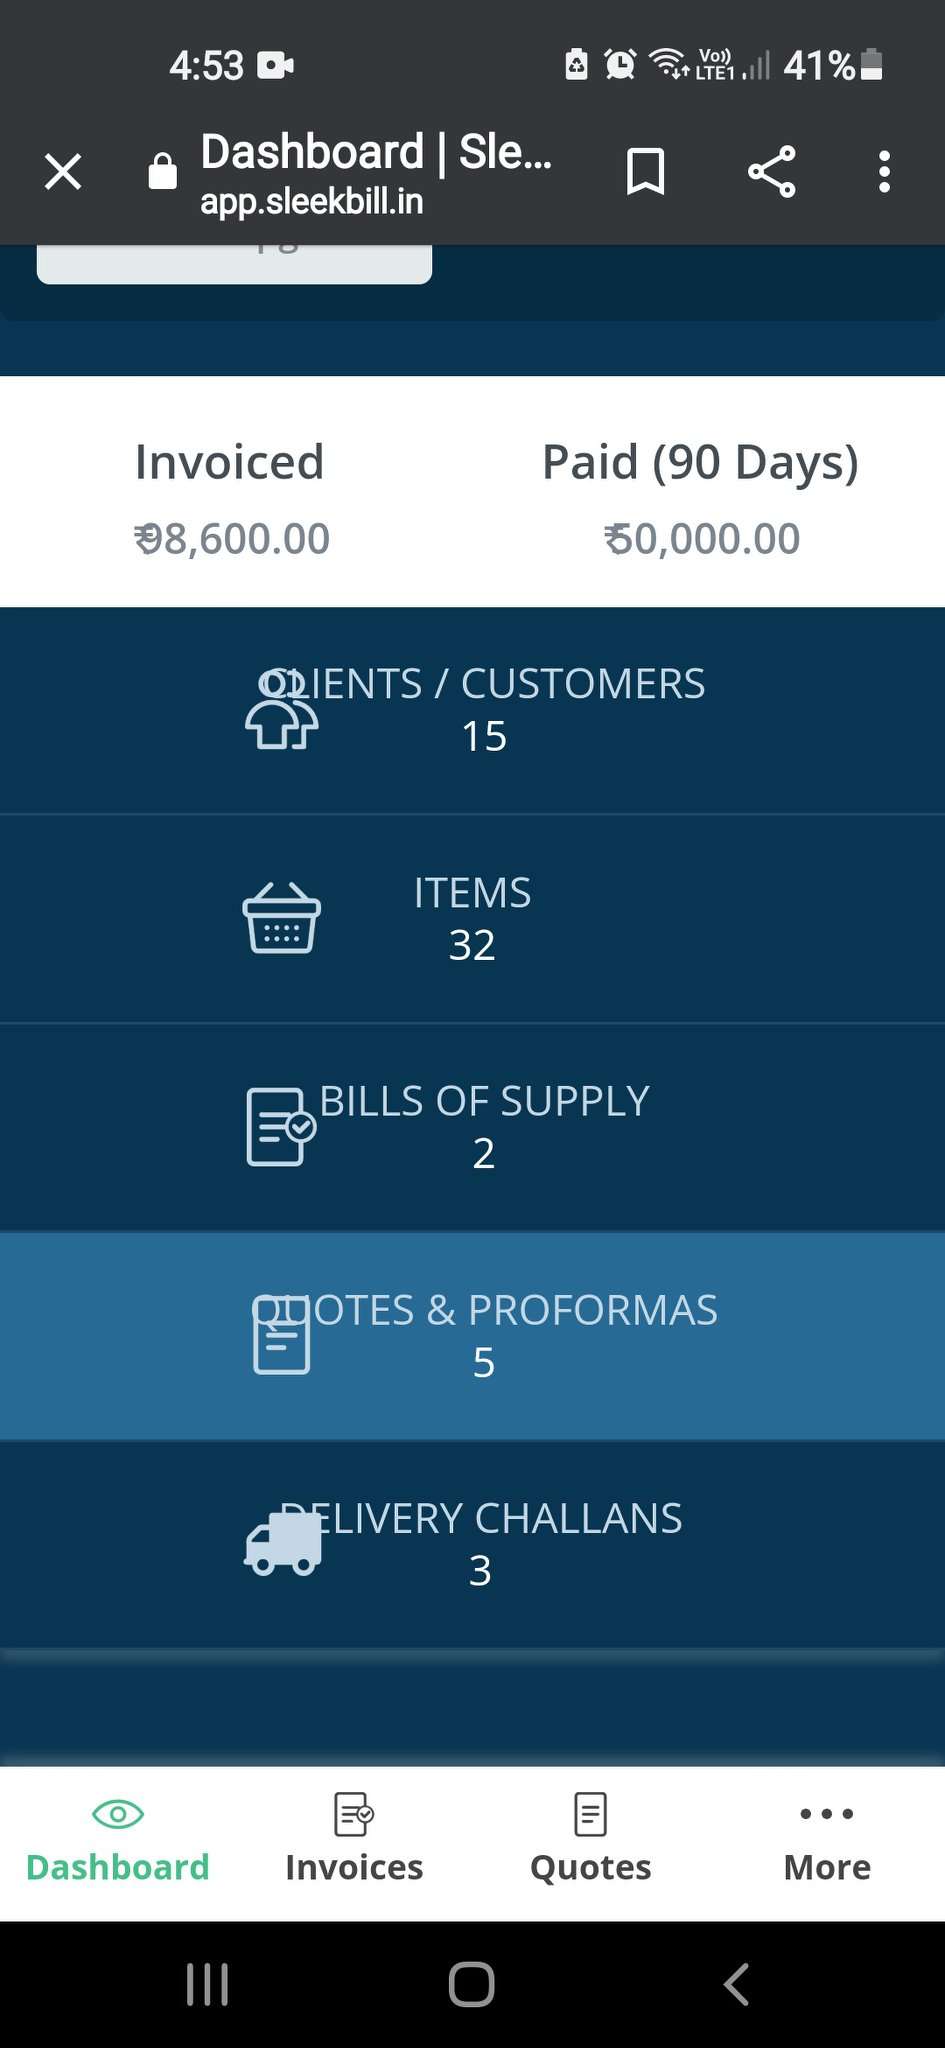 4:53
Vo))
LTE1
41%
Dashboard | Sle...
app.sleekbill.in
Invoiced
₹98,600.00
Paid (90 Days)
₹50,000.00
CLIENTS / CUSTOMERS
15
ITEMS
32
BILLS OF SUPPLY
2
QUOTES & PROFORMAS
5
DELIVERY CHALLANS
3
Dashboard
Invoices
Quotes
More